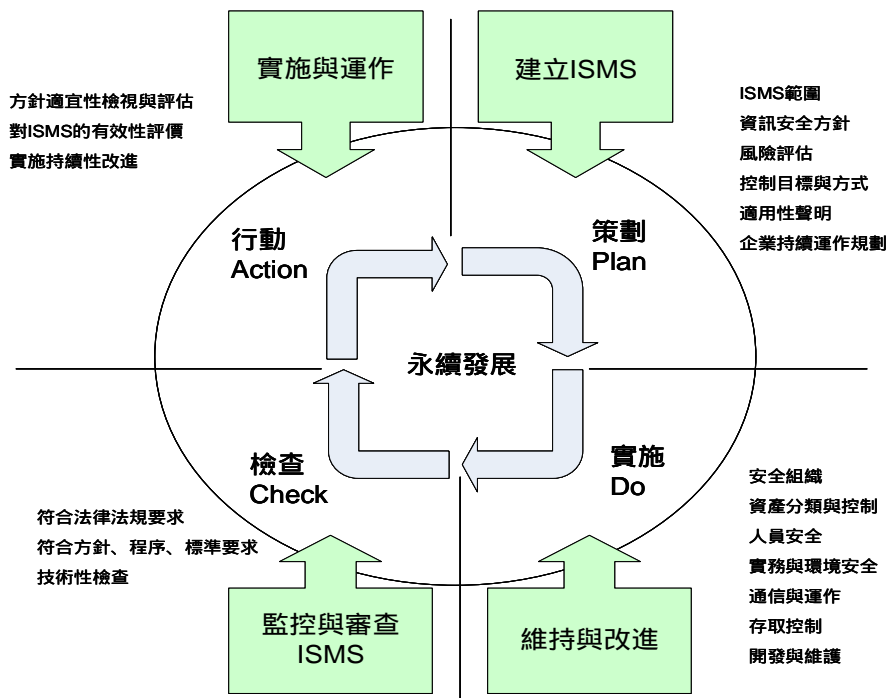 實施與運作
建立ISMS
方針適宜性檢視與評估
對ISMS的有效性評價
實施持續性改進
ISMS範圍
資訊安全方針
風險評估
控制目標與方式
適用性聲明
企業持續運作規劃
行動
Action
策劃
Plan
永續發展
檢查
Check
實施
Do
符合法律法規要求
符合方針、程序、標準要求
技術性檢查
安全組織
資產分類與控制
人員安全
實務與環境安全
通信與運作
存取控制
開發與維護
監控與審查
ISMS
維持與改進